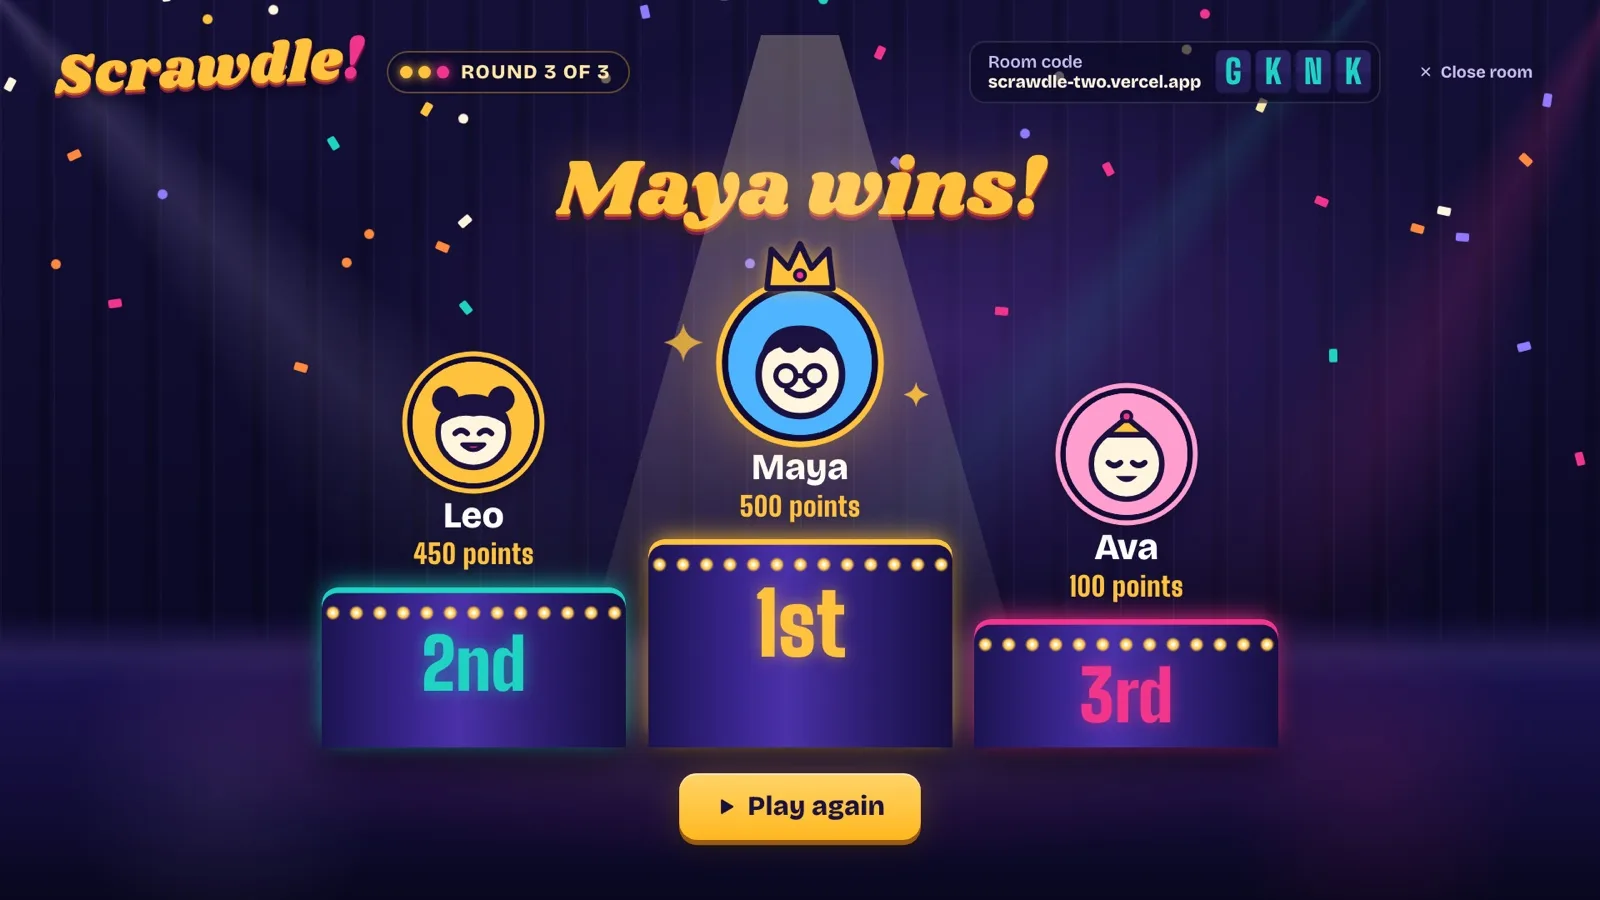 Scrawdle!
ROUND 3 OF 3
Room code
scrawdle-two.vercel.app
G K N K
× Close room
Maya wins!
Maya
500 points
Leo
450 points
Ava
100 points
1st
2nd
3rd
Play again